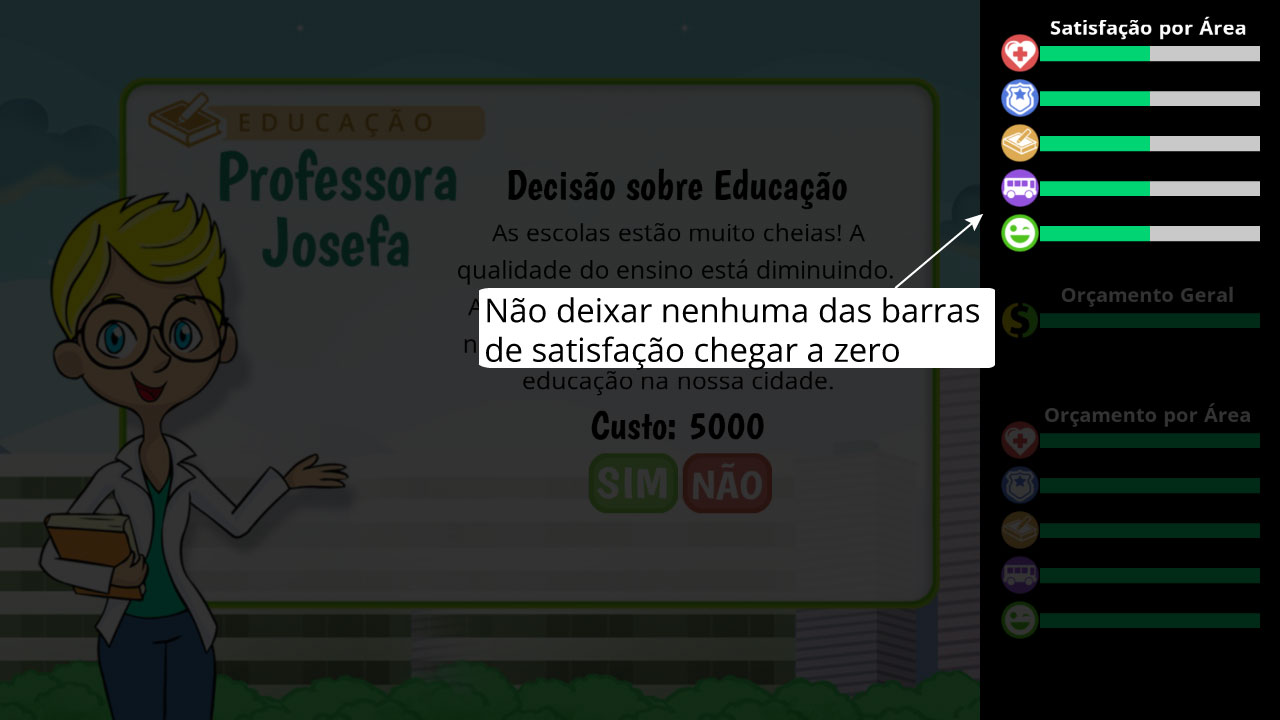 EDUCAÇÃO
Professora
Josefa
Decisão sobre Educação
As escolas estão muito cheias! A
qualidade do ensino está diminuindo.
Não deixar nenhuma das barras
de satisfação chegar a zero
educação na nossa cidade.
Custo: 5000
SIM NÃO
Satisfação por Área
Orçamento Geral
Orçamento por Área